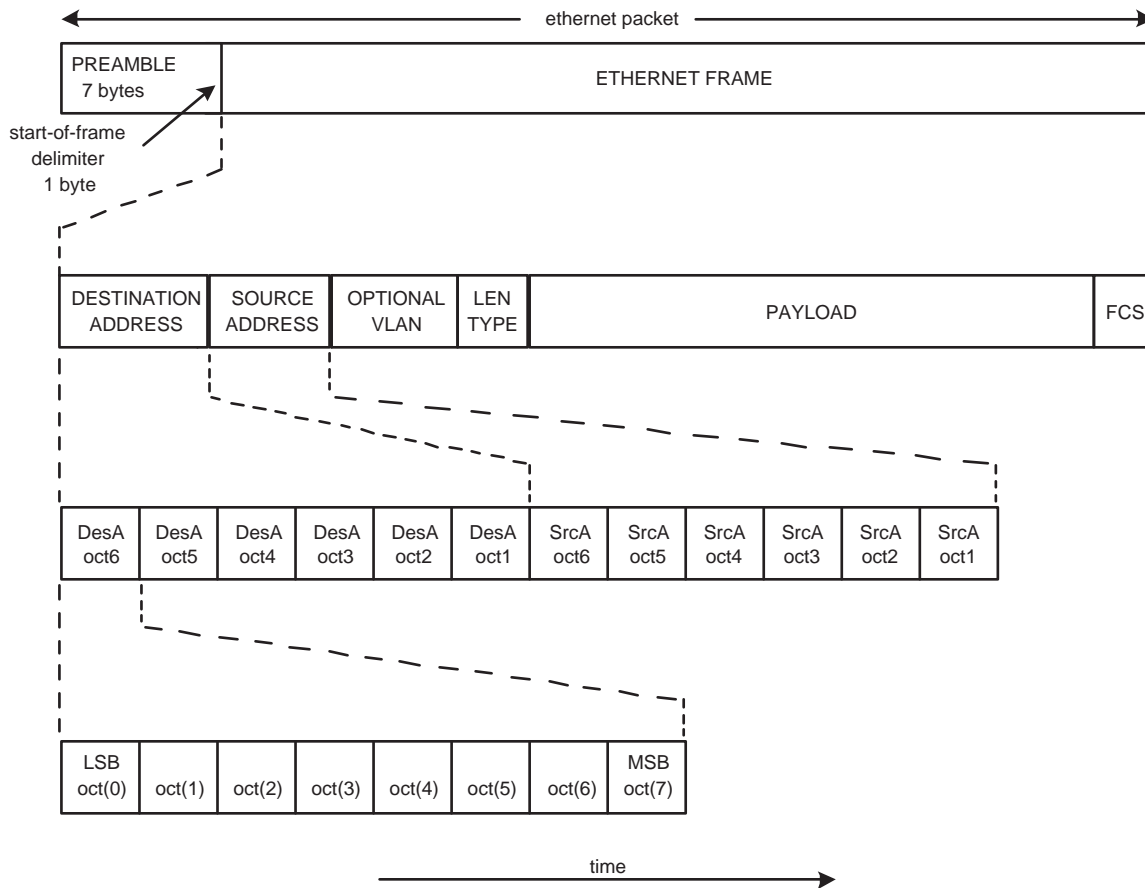 ethernet packet
PREAMBLE
7 bytes
ETHERNET FRAME
start-of-frame
delimiter
1 byte
DESTINATION
ADDRESS
SOURCE
ADDRESS
OPTIONAL
VLAN
LEN
TYPE
PAYLOAD
FCS
DesA
oct6
DesA
oct5
DesA
oct4
DesA
oct3
DesA
oct2
DesA
oct1
SrcA
oct6
SrcA
oct5
SrcA
oct4
SrcA
oct3
SrcA
oct2
SrcA
oct1
LSB
oct(0)
oct(1)
oct(2)
oct(3)
oct(4)
oct(5)
oct(6)
MSB
oct(7)
time